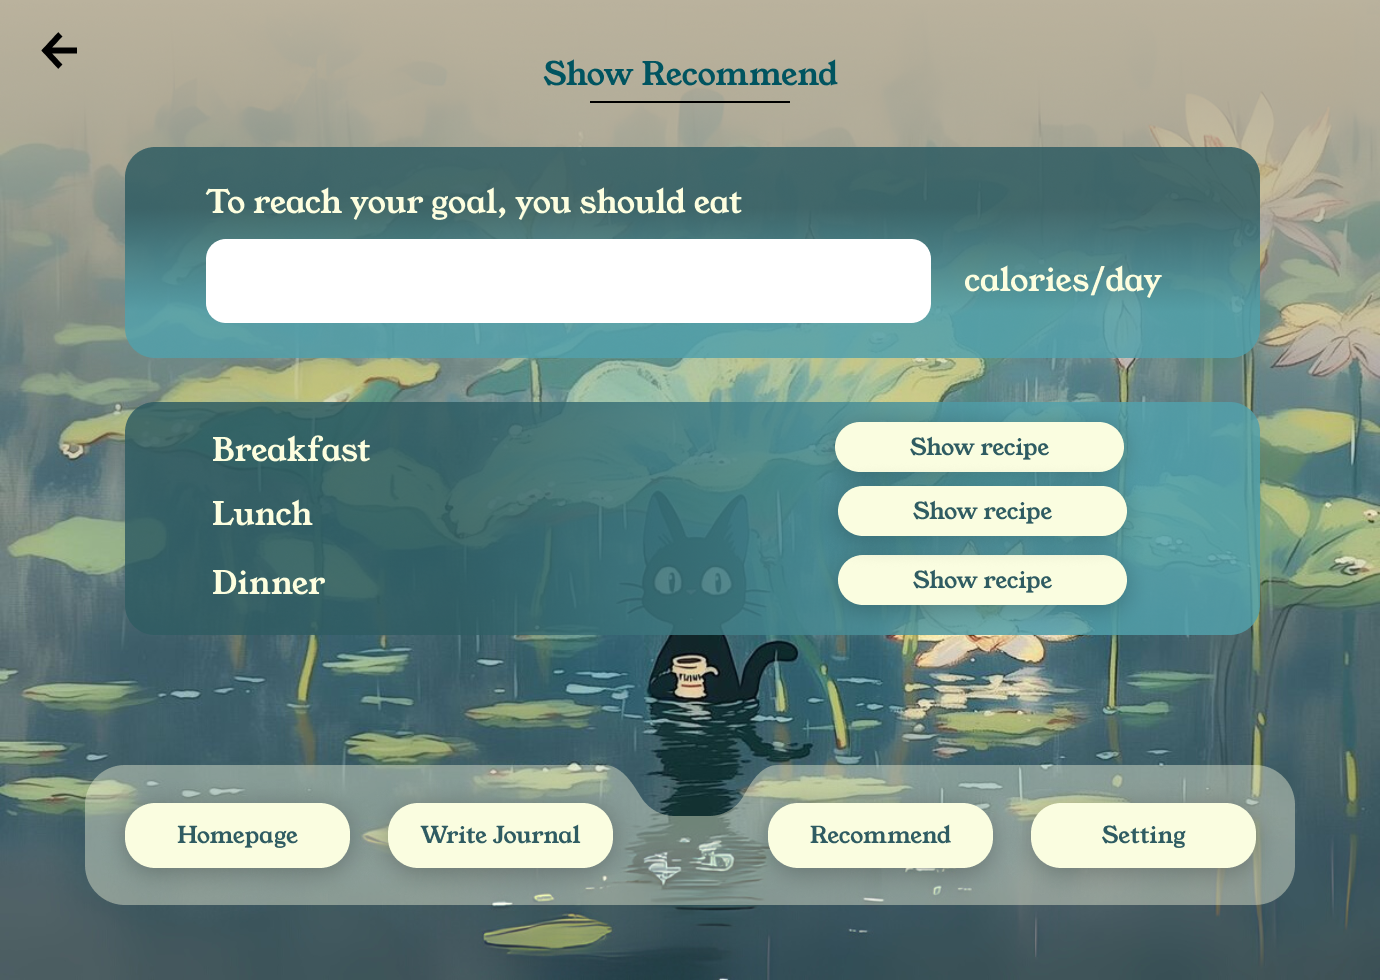 Show Recommend
To reach your goal, you should eat
calories/day
Breakfast
Show recipe
Lunch
Show recipe
Dinner
Show recipe
Homepage
Write Journal
Recommend
Setting